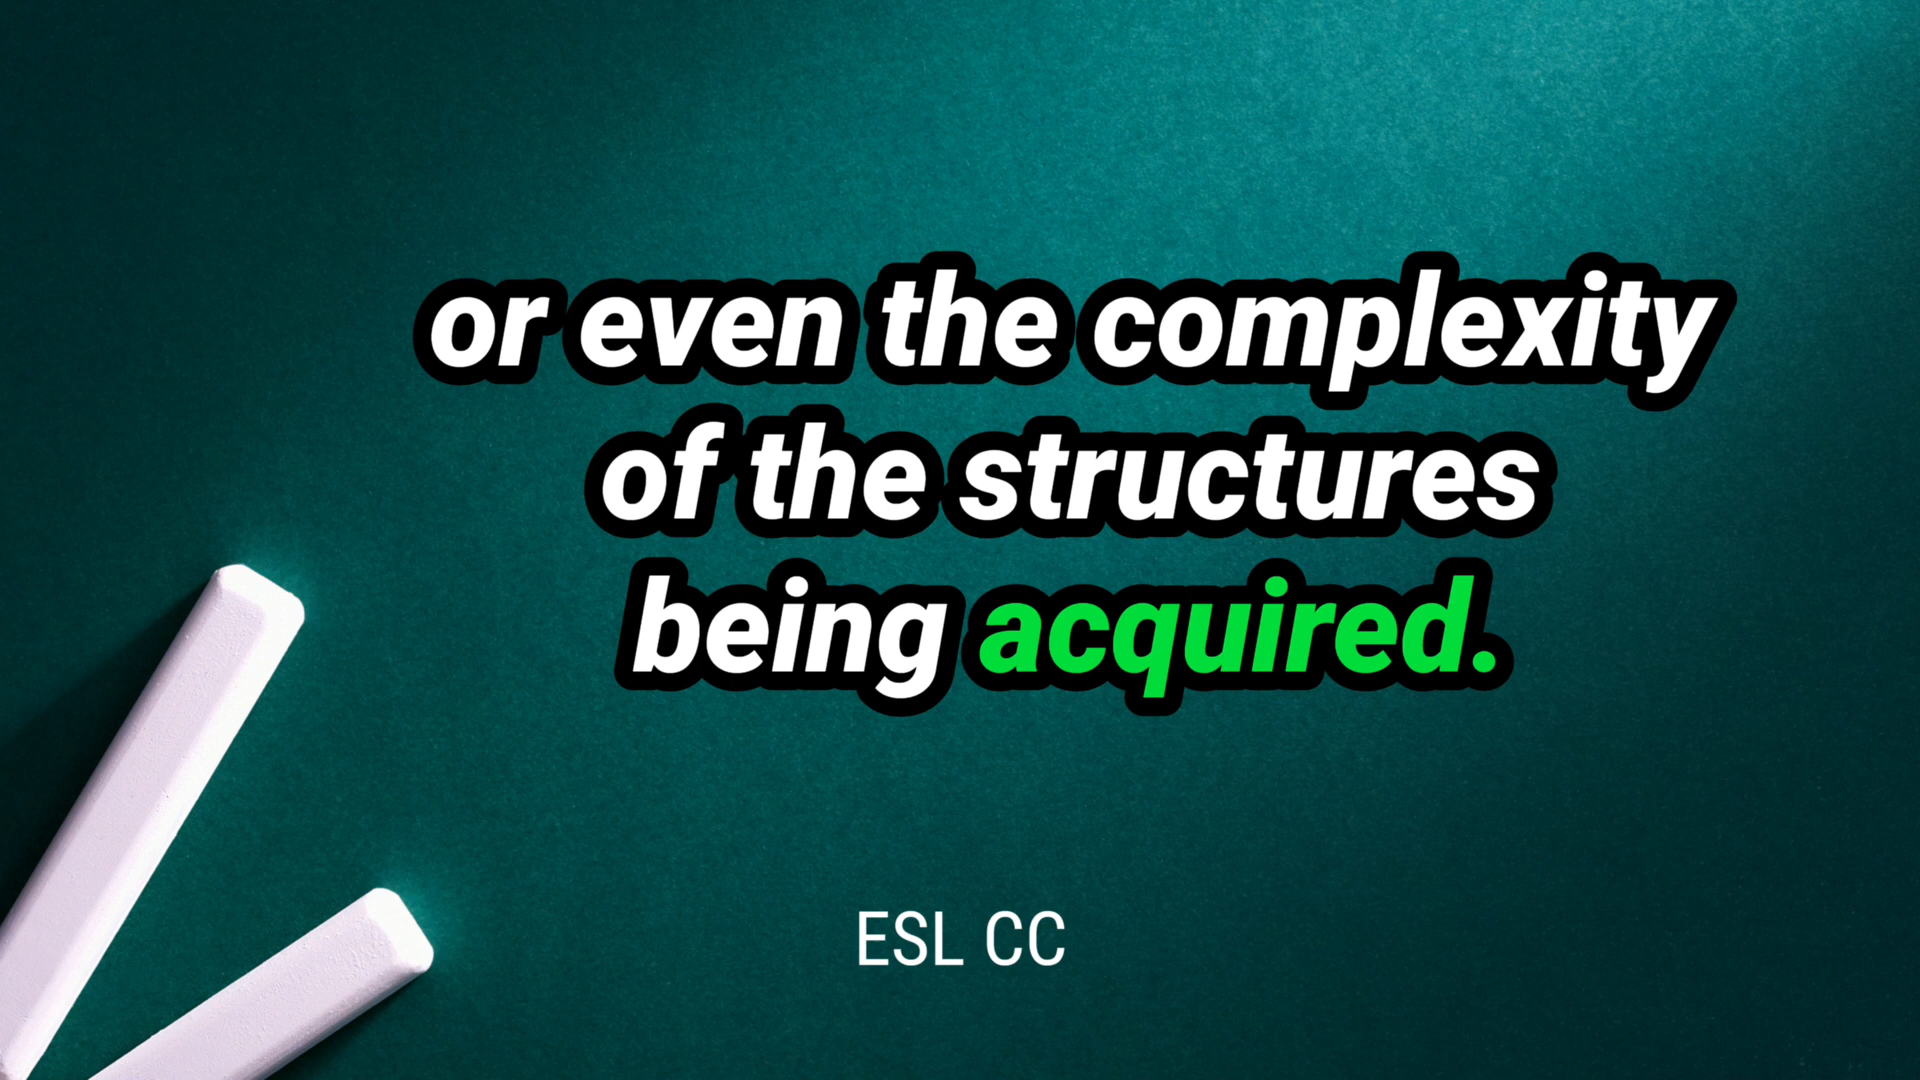 or even the complexity
of the structures
being acquired.
ESL CC